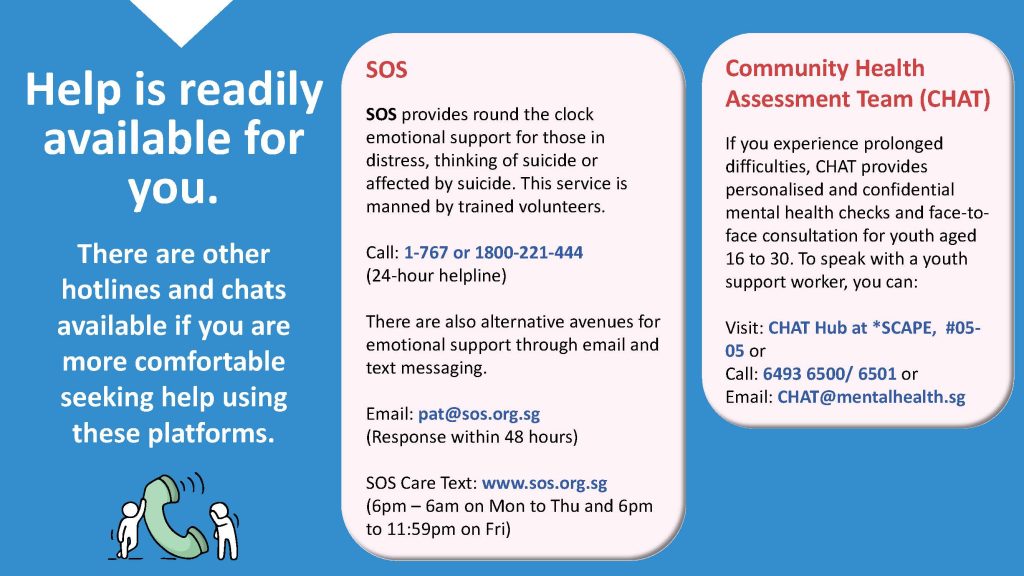 Help is readily
available for
you.
There are other
hotlines and chats
available if you are
more comfortable
seeking help using
these platforms.
SOS
SOS provides round the clock
emotional support for those in
distress, thinking of suicide or
affected by suicide. This service is
manned by trained volunteers.
Call: 1-767 or 1800-221-444
(24-hour helpline)
There are also alternative avenues for
emotional support through email and
text messaging.
Email: pat@sos.org.sg
(Response within 48 hours)
SOS Care Text: www.sos.org.sg
(6pm – 6am on Mon to Thu and 6pm
to 11:59pm on Fri)
Community Health
Assessment Team (CHAT)
If you experience prolonged
difficulties, CHAT provides
personalised and confidential
mental health checks and face-to-
face consultation for youth aged
16 to 30. To speak with a youth
support worker, you can:
Visit: CHAT Hub at *SCAPE, #05-
05 or
Call: 6493 6500/ 6501 or
Email: CHAT@mentalhealth.sg